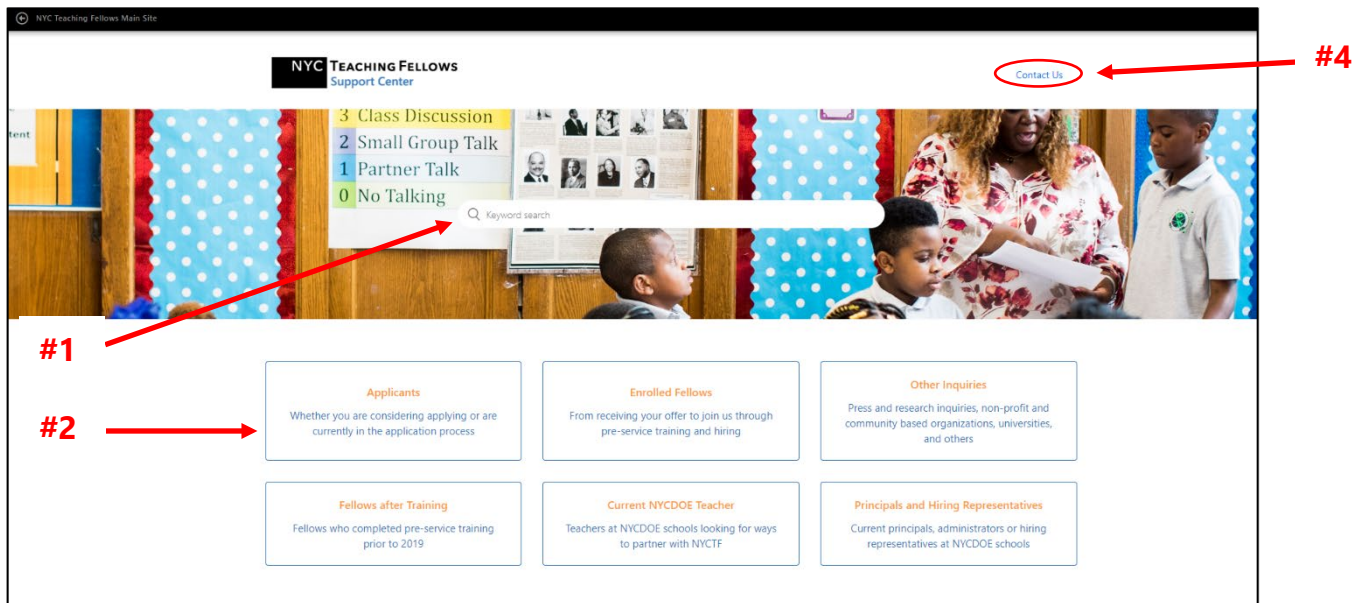 NYC Teaching Fellows Main Site
#4
NYC TEACHING FELLOWS
Support Center
Contact Us
3 Class Discussion
2 Small Group Talk
1 Partner Talk
0 No Talking
tent
Keyword search
#1
#2
Applicants
Whether you are considering applying or are
currently in the application process
Enrolled Fellows
From receiving your offer to join us through
pre-service training and hiring
Other Inquiries
Press and research inquiries, non-profit and
community based organizations, universities,
and others
Fellows after Training
Fellows who completed pre-service training
prior to 2019
Current NYCDOE Teacher
Teachers at NYCDOE schools looking for ways
to partner with NYCTF
Principals and Hiring Representatives
Current principals, administrators or hiring
representatives at NYCDOE schools